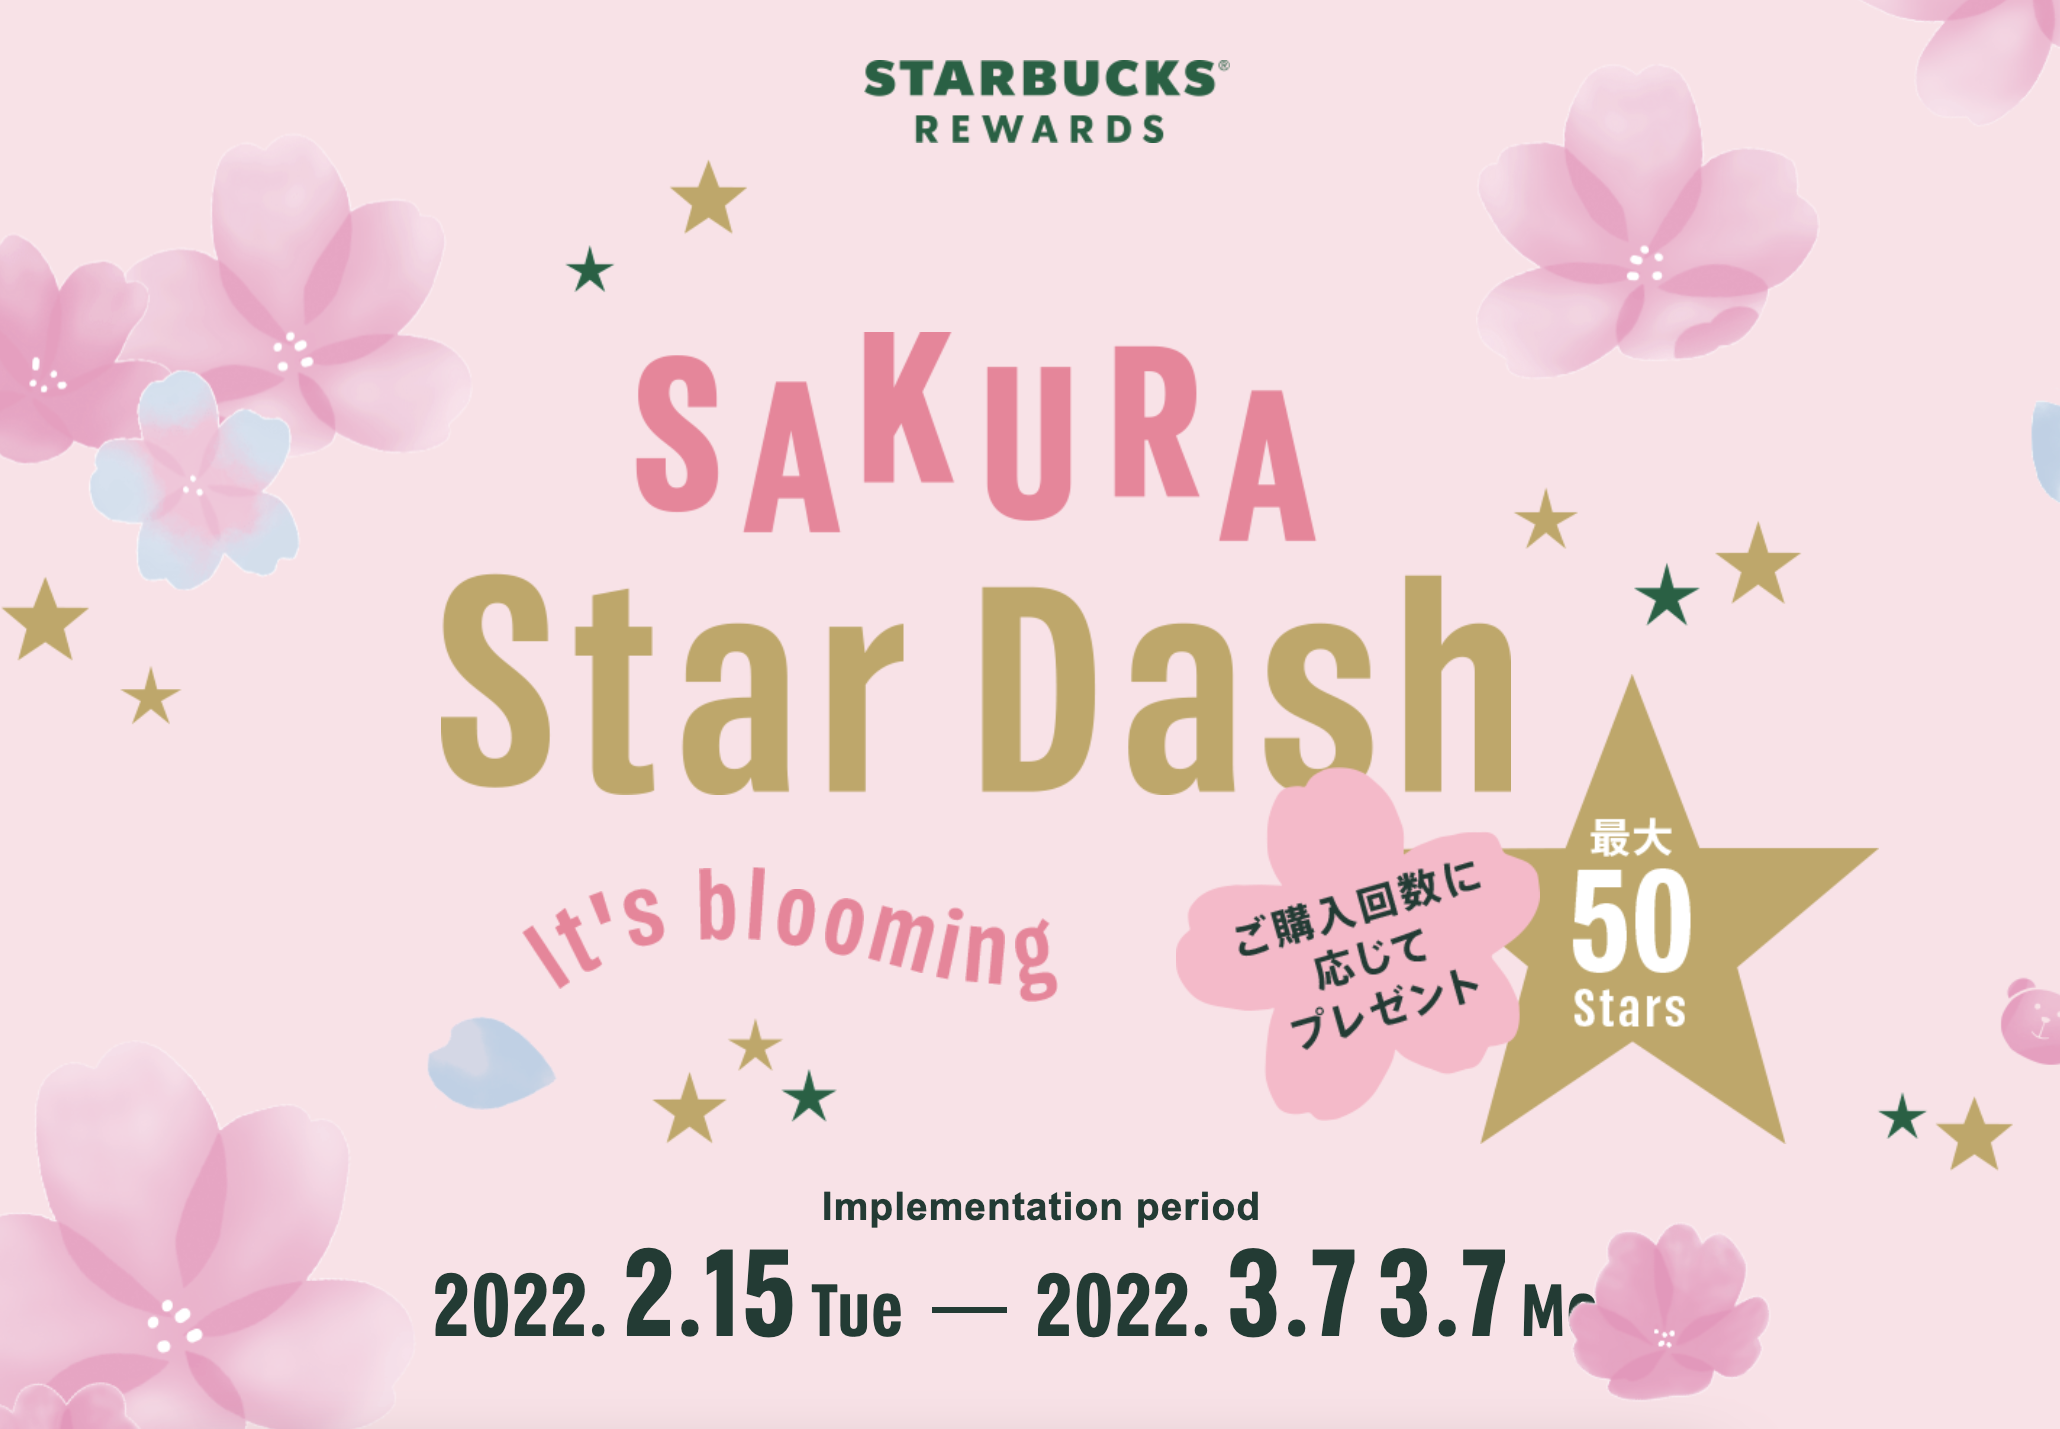 STARBUCKS®
REWARDS
SAKURA
Star Dash
It's blooming
ご購入回数に
応じて
プレゼント
最大
50
Stars
Implementation period
2022. 2.15 Tue — 2022. 3.7 3.7